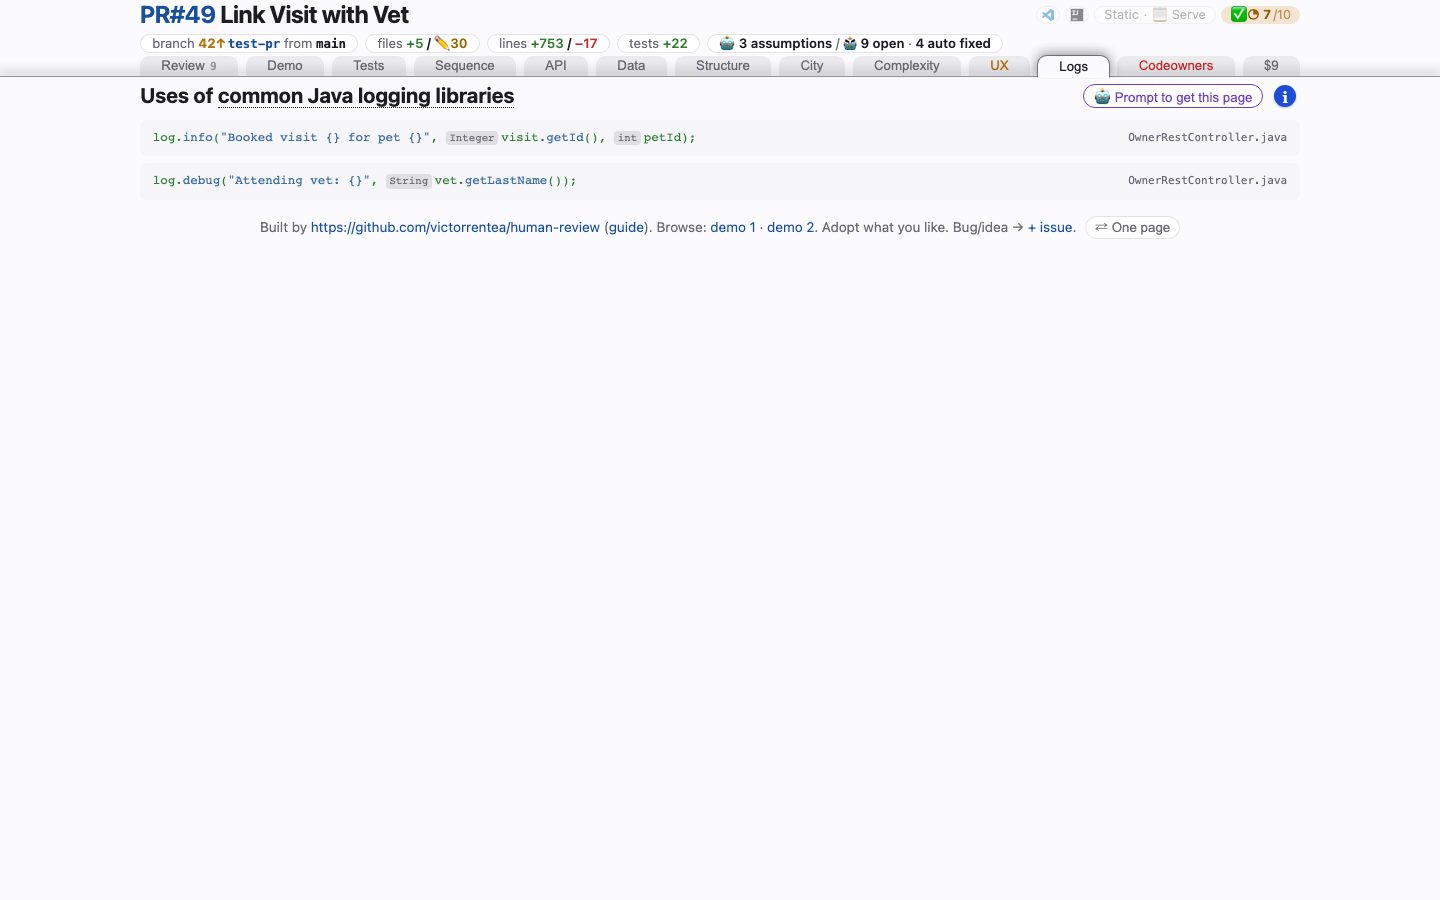 PR#49 Link Visit with Vet
Static · Serve
✅ 7/10
branch 42↑ test-pr from main
files +5 / ✏️30
lines +753 / −17
tests +22
🤖 3 assumptions / 9 open · 4 auto fixed
Review 9
Demo
Tests
Sequence
API
Data
Structure
City
Complexity
UX
Logs
Codeowners
$9
Uses of common Java logging libraries
🤖 Prompt to get this page
i
log.info("Booked visit {} for pet {}", Integer visit.getId(), int petId);
OwnerRestController.java
log.debug("Attending vet: {}", String vet.getLastName());
OwnerRestController.java
Built by https://github.com/victorrentea/human-review (guide). Browse: demo 1 · demo 2. Adopt what you like. Bug/idea → + issue.
⇄ One page